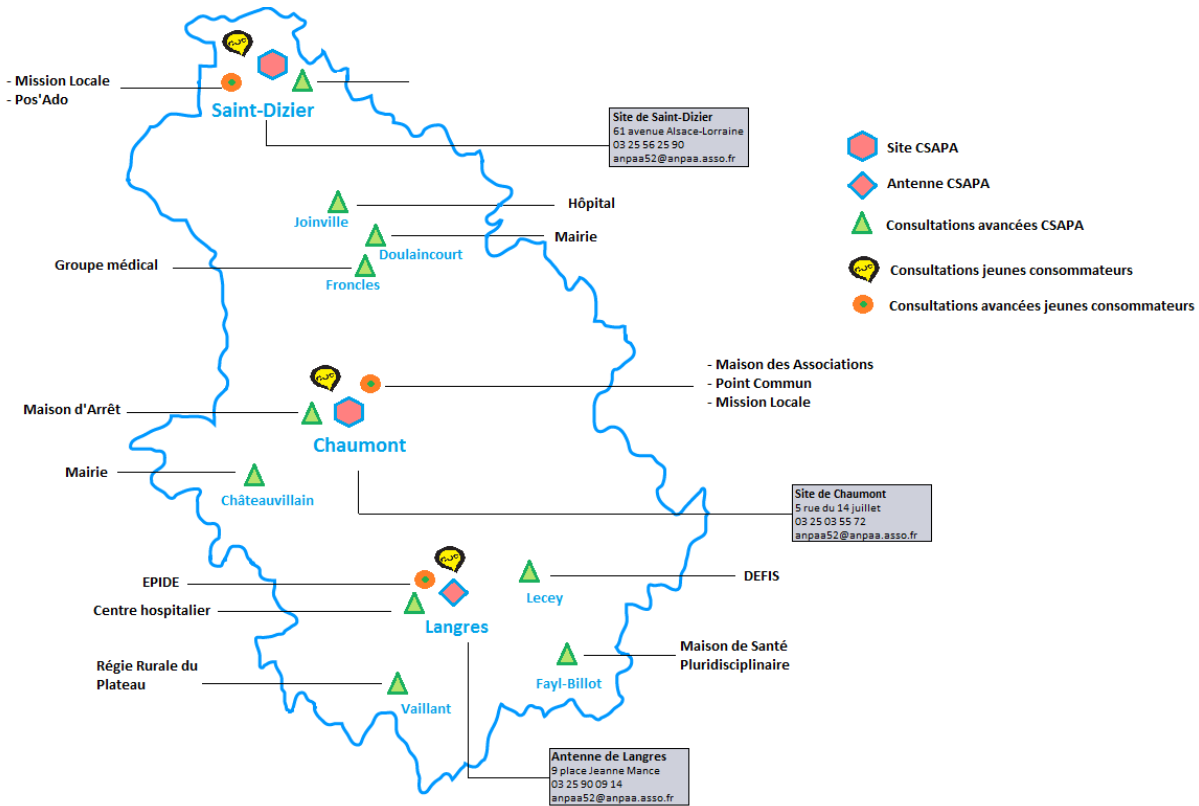 - Mission Locale
- Pos'Ado
Saint-Dizier
Site de Saint-Dizier
61 avenue Alsace-Lorraine
03 25 56 25 90
anpaa52@anpaa.asso.fr
Site CSAPA
Antenne CSAPA
Consultations avancées CSAPA
Consultations jeunes consommateurs
Consultations avancées jeunes consommateurs
Joinville
Hôpital
Doulaincourt
Mairie
Groupe médical
Froncles
- Maison des Associations
- Point Commun
- Mission Locale
Maison d'Arrêt
Chaumont
Mairie
Châteauvillain
Site de Chaumont
5 rue du 14 juillet
03 25 03 55 72
anpaa52@anpaa.asso.fr
EPIDE
Centre hospitalier
Langres
Lecey
DEFIS
Maison de Santé
Pluridisciplinaire
Fayl-Billot
Régie Rurale du
Plateau
Vaillant
Antenne de Langres
9 place Jeanne Mance
03 25 90 09 14
anpaa52@anpaa.asso.fr